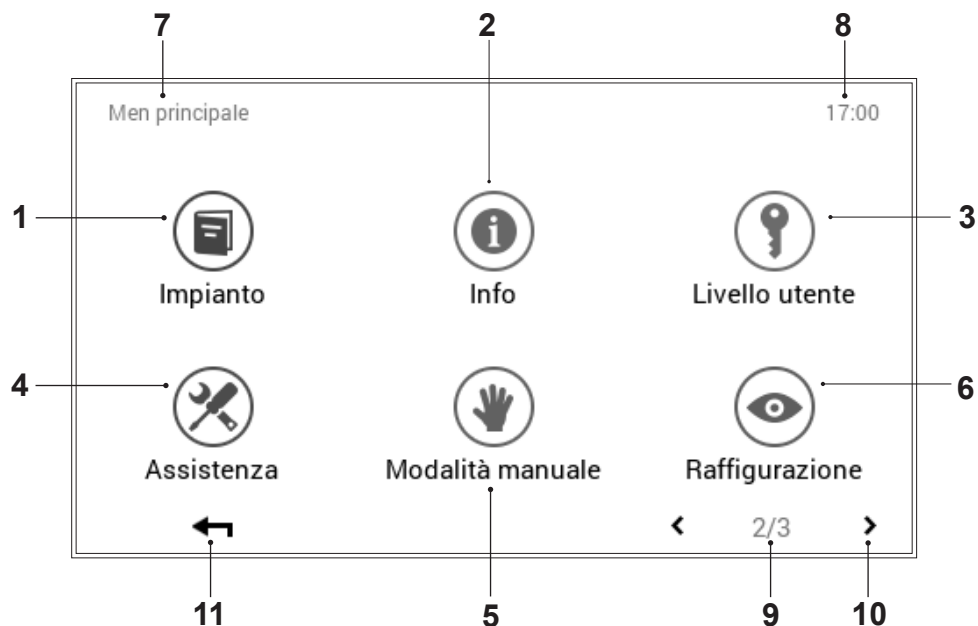 7 2 8
Men principale 17:00
1 3
Impianto Info Livello utente
4 6
Assistenza Modalità manuale Raffigurazione
2/3
11 5 9 10